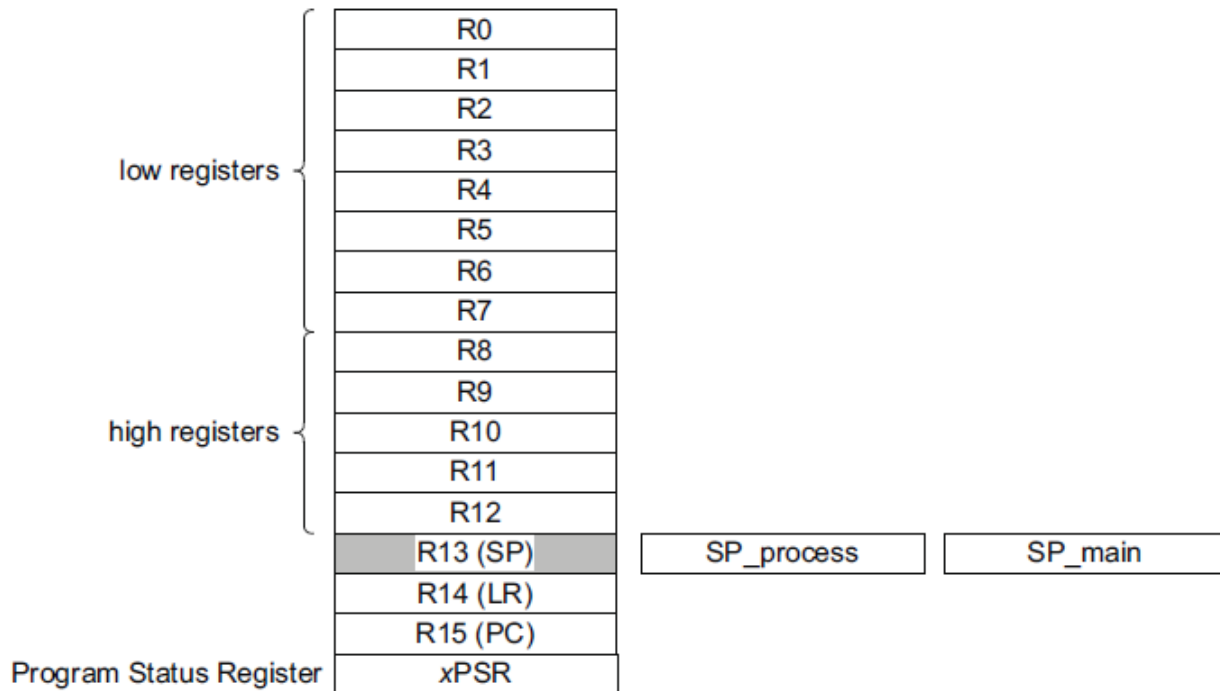 R0
R1
R2
R3
low registers
R4
R5
R6
R7
R8
R9
high registers
R10
R11
R12
R13 (SP)
SP_process
SP_main
R14 (LR)
R15 (PC)
Program Status Register
xPSR